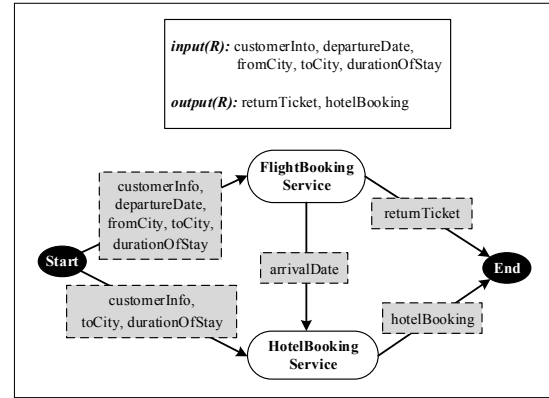 input(R): customerInto, departureDate,
fromCity, toCity, durationOfStay
output(R): returnTicket, hotelBooking
FlightBooking
Service
customerInfo,
departureDate,
fromCity, toCity,
durationOfStay
returnTicket
Start
arrivalDate
End
customerInfo,
toCity, durationOfStay
hotelBooking
HotelBooking
Service